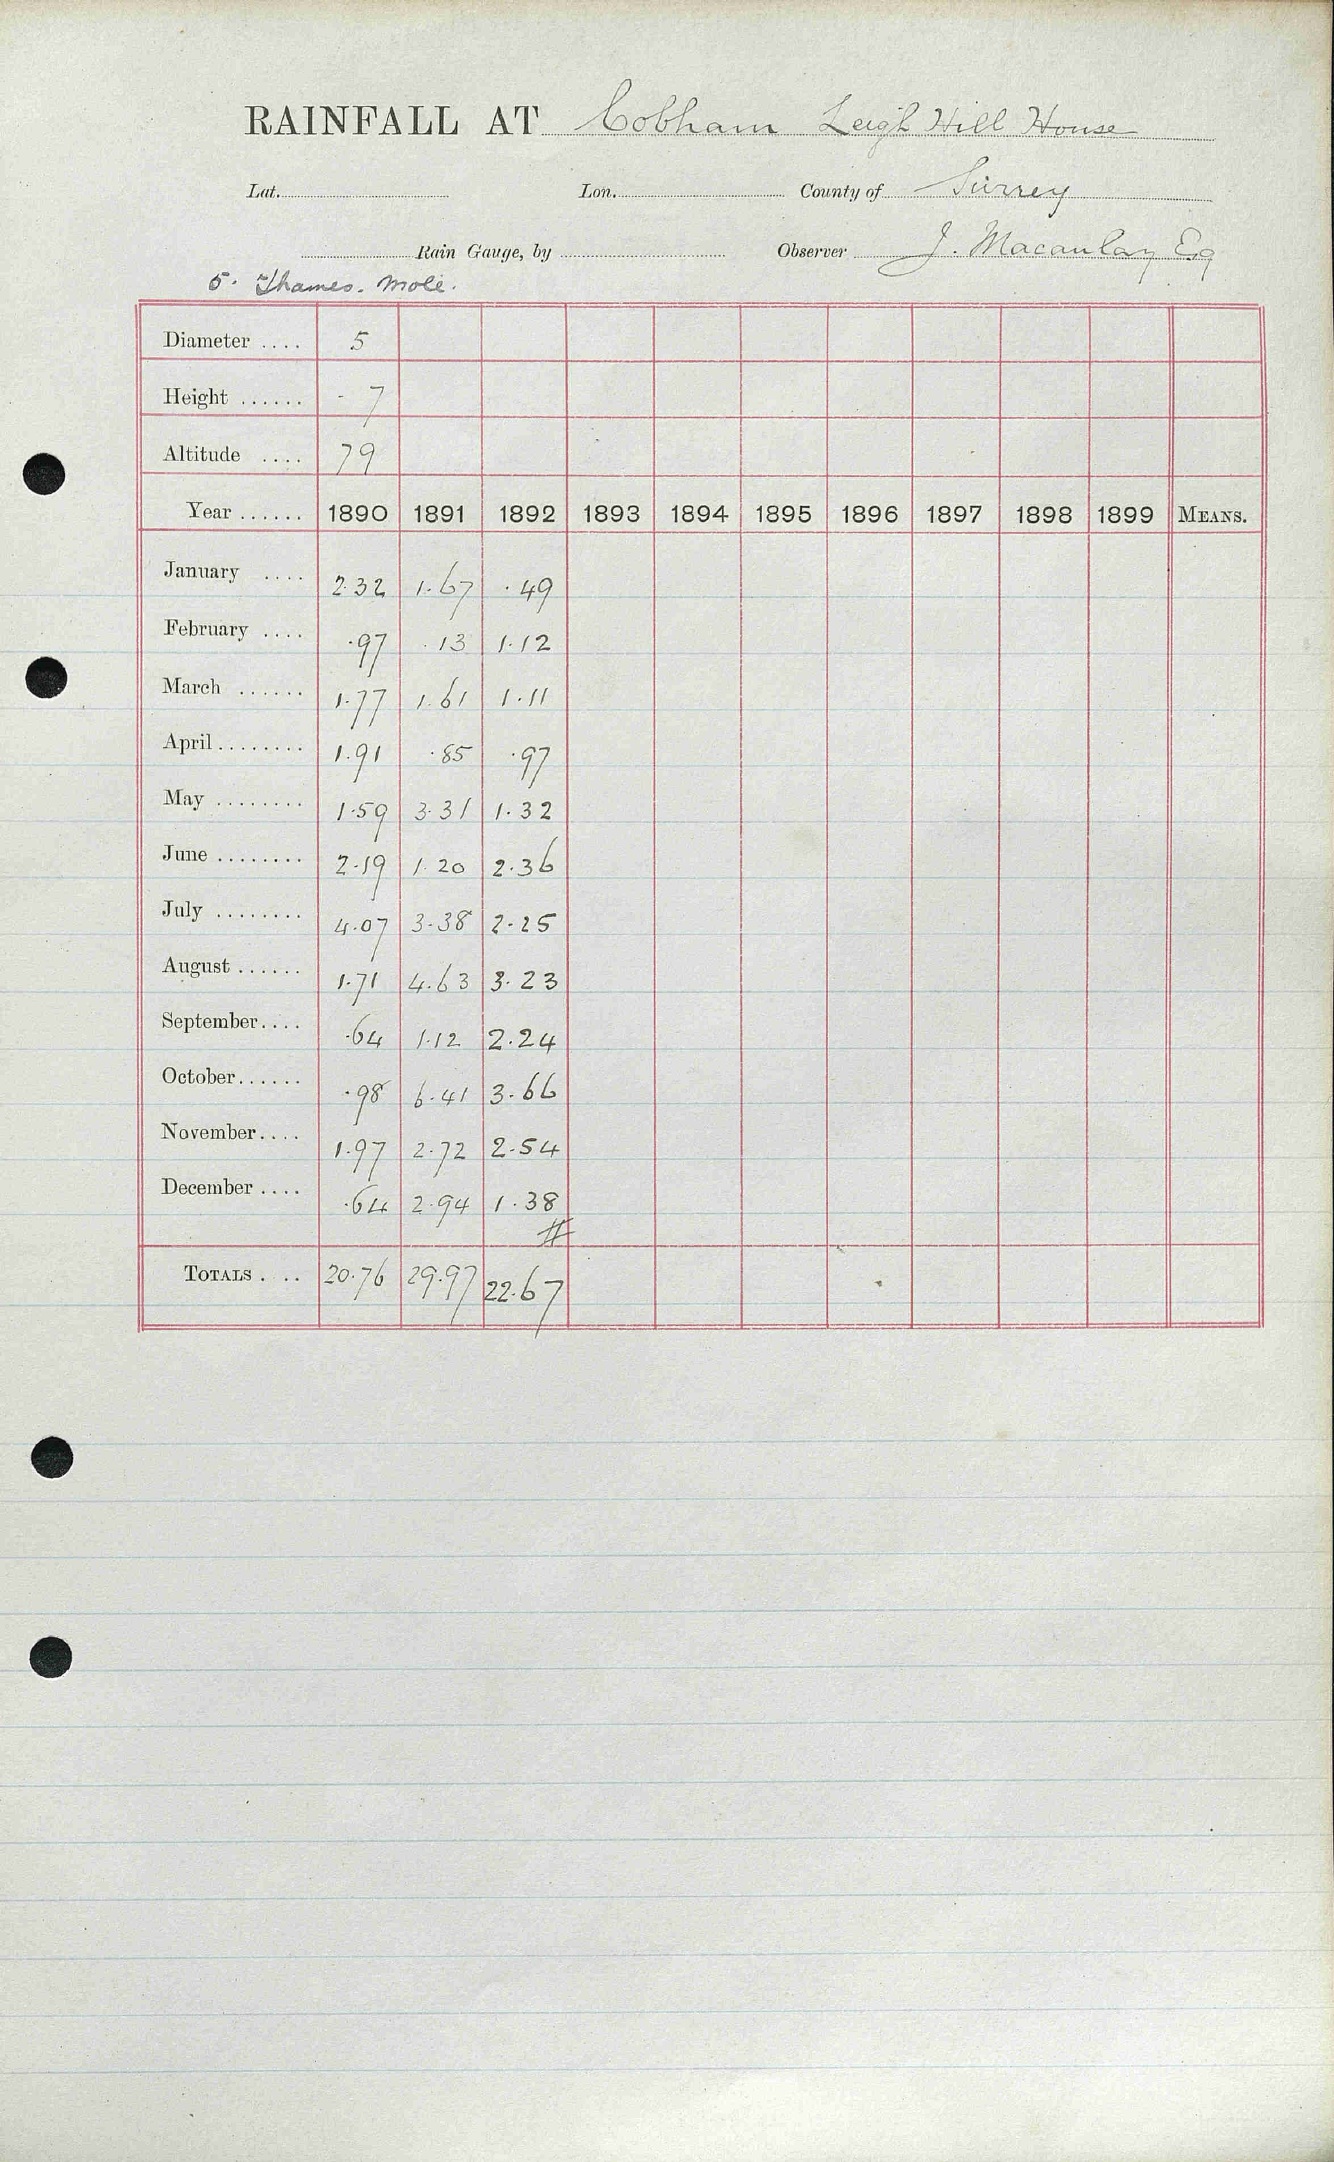 RAINFALL AT Cobham Leigh Hill House
Lat. Lon. County of Surrey
Rain Gauge, by Observer J. Macaulay Esq
5. Thames. Mole.
Diameter .... 5
Height ...... - 7
Altitude .... 79
Year ...... 1890 1891 1892 1893 1894 1895 1896 1897 1898 1899 MEANS.
January .... 2.32 1.67 .49
February .... .97 .13 1.12
March ...... 1.77 1.61 1.11
April ........ 1.91 .85 .97
May ........ 1.59 3.31 1.32
June ........ 2.19 1.20 2.36
July ........ 4.07 3.38 2.25
August ...... 1.71 4.63 3.23
September.... .64 1.12 2.24
October...... .98 6.41 3.66
November.... 1.97 2.72 2.54
December .... .64 2.94 1.38
#
TOTALS . .. 20.76 29.97 22.67